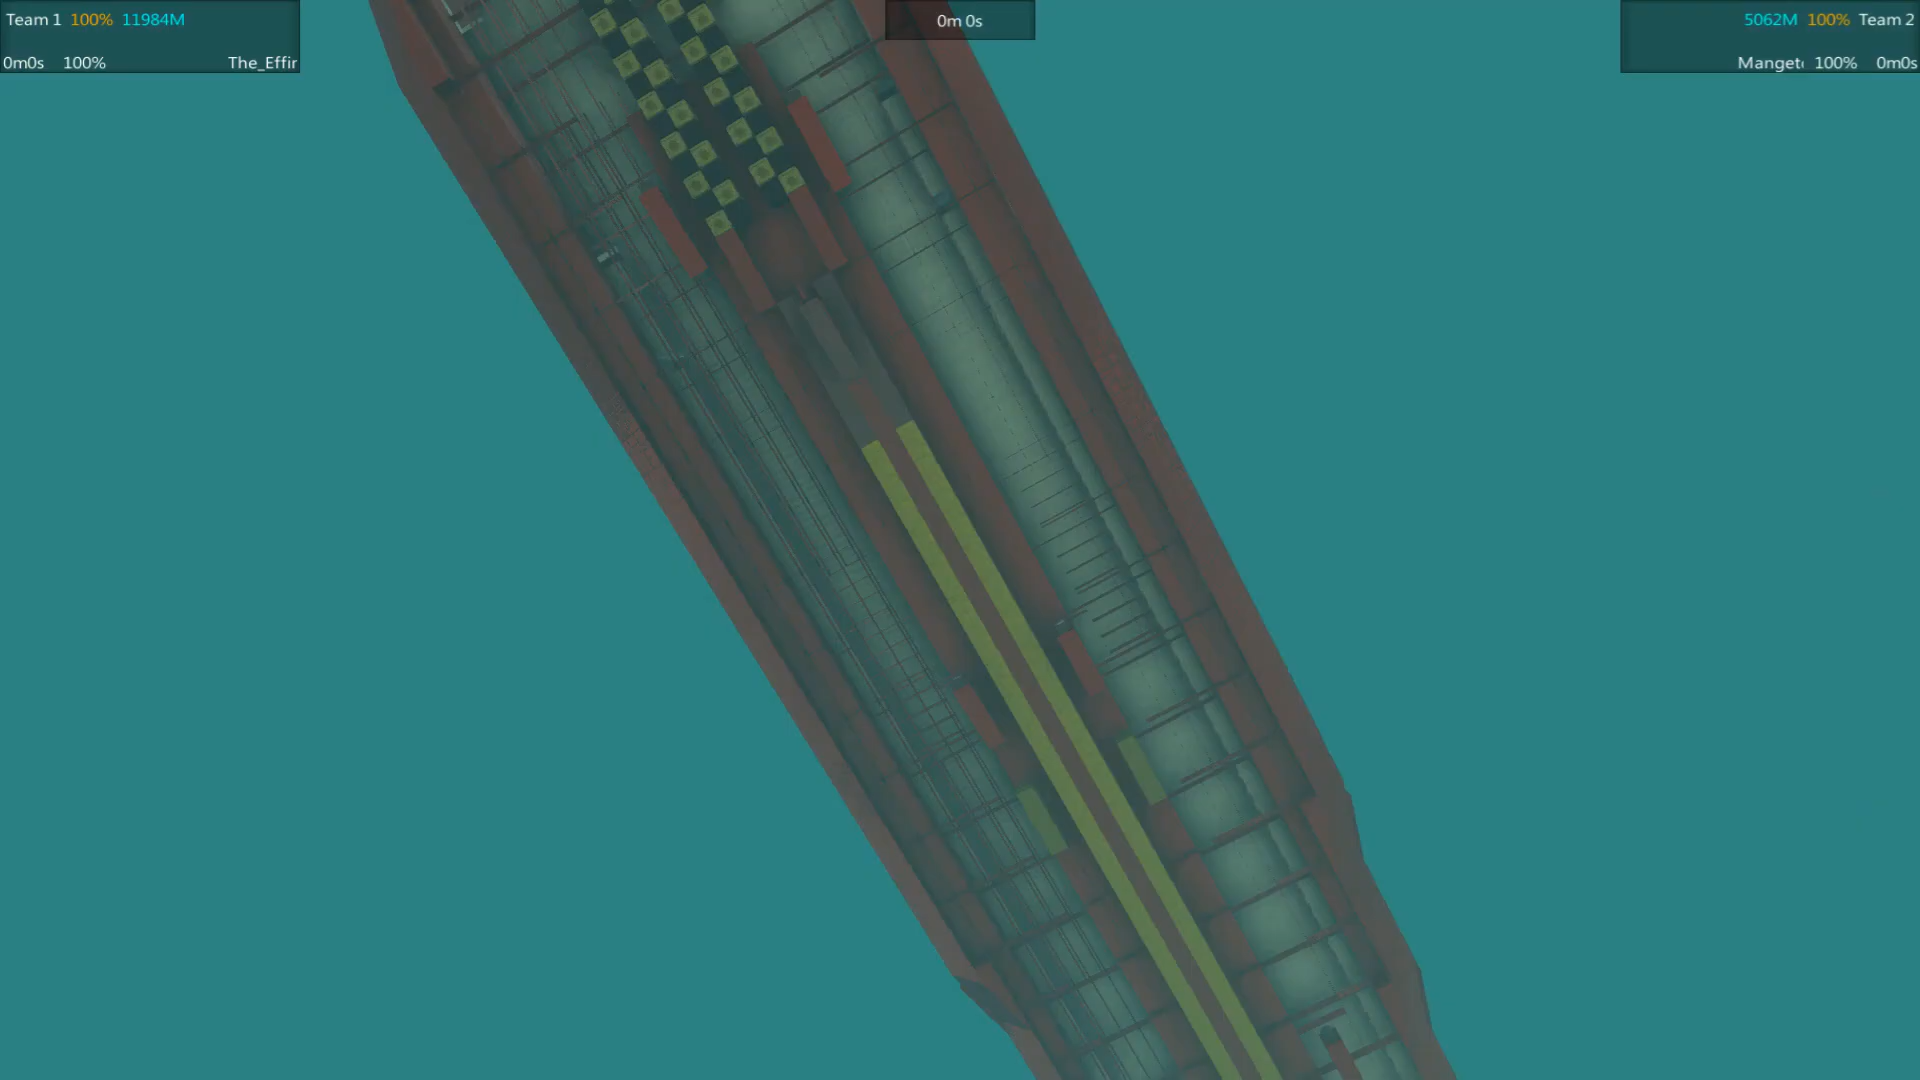 Team 1 100% 11984M
0m0s 100% The_Effir
0m 0s
5062M 100% Team 2
Manget 100% 0m0s